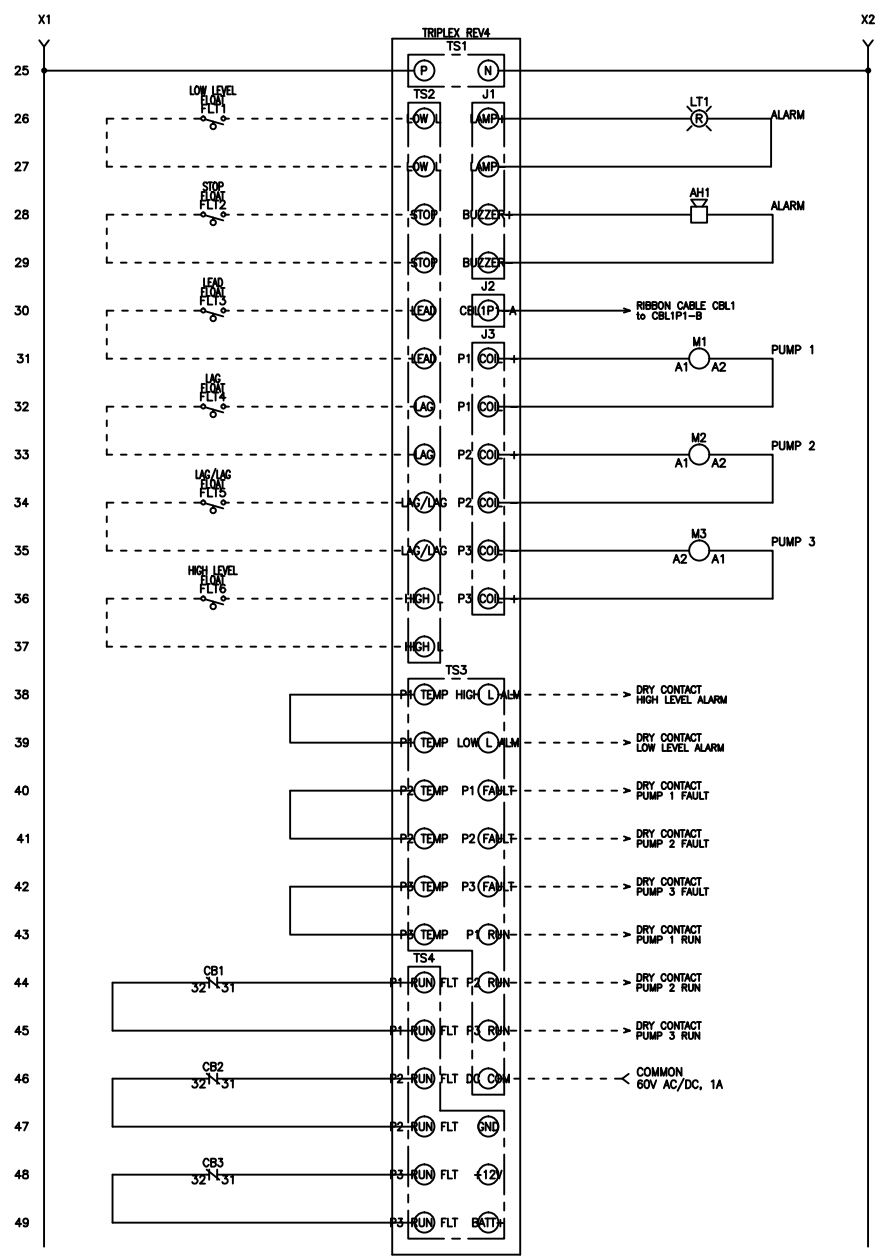 X1
X2
TRIPLEX REV4
TS1
25 P N
TS2 J1
LOW LEVEL
FLOAT
FLT1
26 LOW L LAMP+ LT1 R ALARM
27 LOW L LAMP-
STOP
FLOAT
FLT2
28 STOP BUZZER+ AH1 ALARM
29 STOP BUZZER-
J2
LEAD
FLOAT
FLT3
30 LEAD CBL1P1-A RIBBON CABLE CBL1
to CBL1P1-B
J3
31 LEAD P1 COIL+ M1 A1 A2 PUMP 1
LAG
FLOAT
FLT4
32 LAG P1 COIL-
33 LAG P2 COIL+ M2 A1 A2 PUMP 2
LAG/LAG
FLOAT
FLT5
34 LAG/LAG P2 COIL-
35 LAG/LAG P3 COIL- M3 A2 A1 PUMP 3
HIGH LEVEL
FLOAT
FLT6
36 HIGH L P3 COIL+
37 HIGH L
TS3
38 P1 TEMP HIGH L ALM DRY CONTACT
HIGH LEVEL ALARM
39 P1 TEMP LOW L ALM DRY CONTACT
LOW LEVEL ALARM
40 P2 TEMP P1 FAULT DRY CONTACT
PUMP 1 FAULT
41 P2 TEMP P2 FAULT DRY CONTACT
PUMP 2 FAULT
42 P3 TEMP P3 FAULT DRY CONTACT
PUMP 3 FAULT
43 P3 TEMP P1 RUN DRY CONTACT
PUMP 1 RUN
TS4
44 CB1 32 31 P1 RUN FLT P2 RUN DRY CONTACT
PUMP 2 RUN
45 P1 RUN FLT P3 RUN DRY CONTACT
PUMP 3 RUN
46 CB2 32 31 P2 RUN FLT DC COM COMMON
60V AC/DC, 1A
47 P2 RUN FLT GND
48 CB3 32 31 P3 RUN FLT +12V
49 P3 RUN FLT BATT+